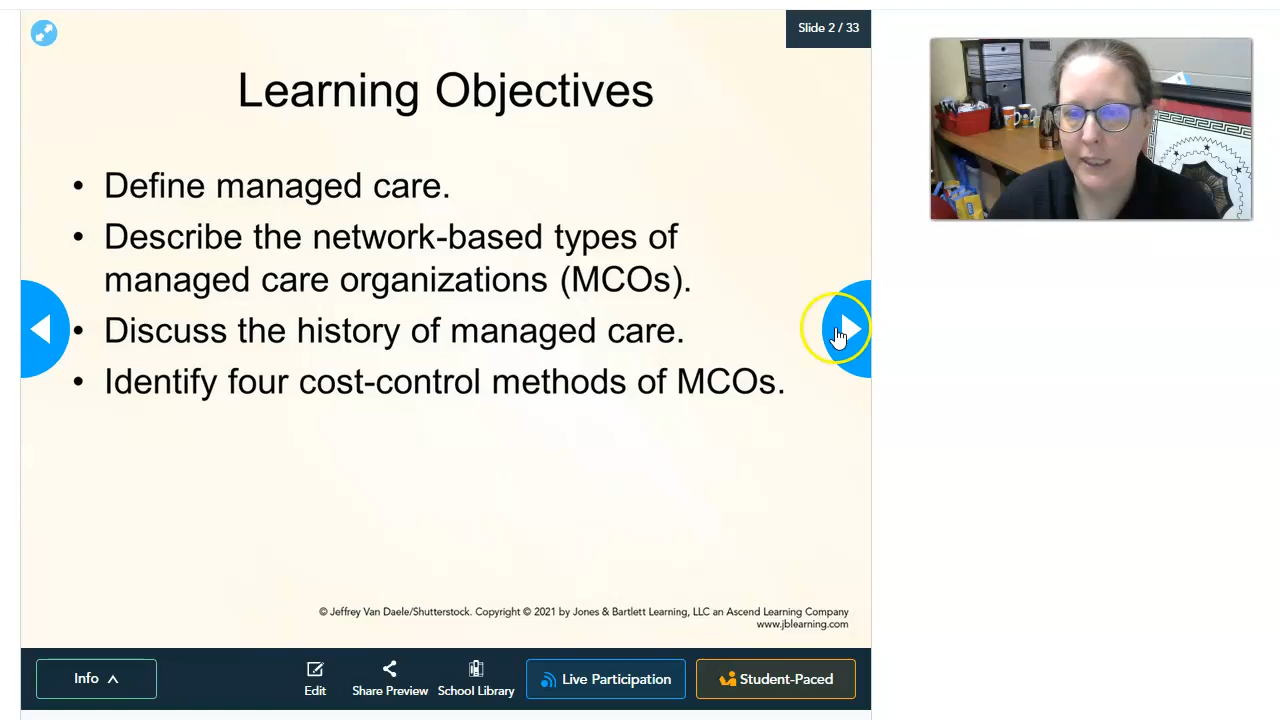 Slide 2 / 33
Learning Objectives
• Define managed care.
• Describe the network-based types of
managed care organizations (MCOs).
• Discuss the history of managed care.
• Identify four cost-control methods of MCOs.
© Jeffrey Van Daele/Shutterstock. Copyright © 2021 by Jones & Bartlett Learning, LLC an Ascend Learning Company
www.jblearning.com
Info
Edit
Share Preview
School Library
Live Participation
Student-Paced